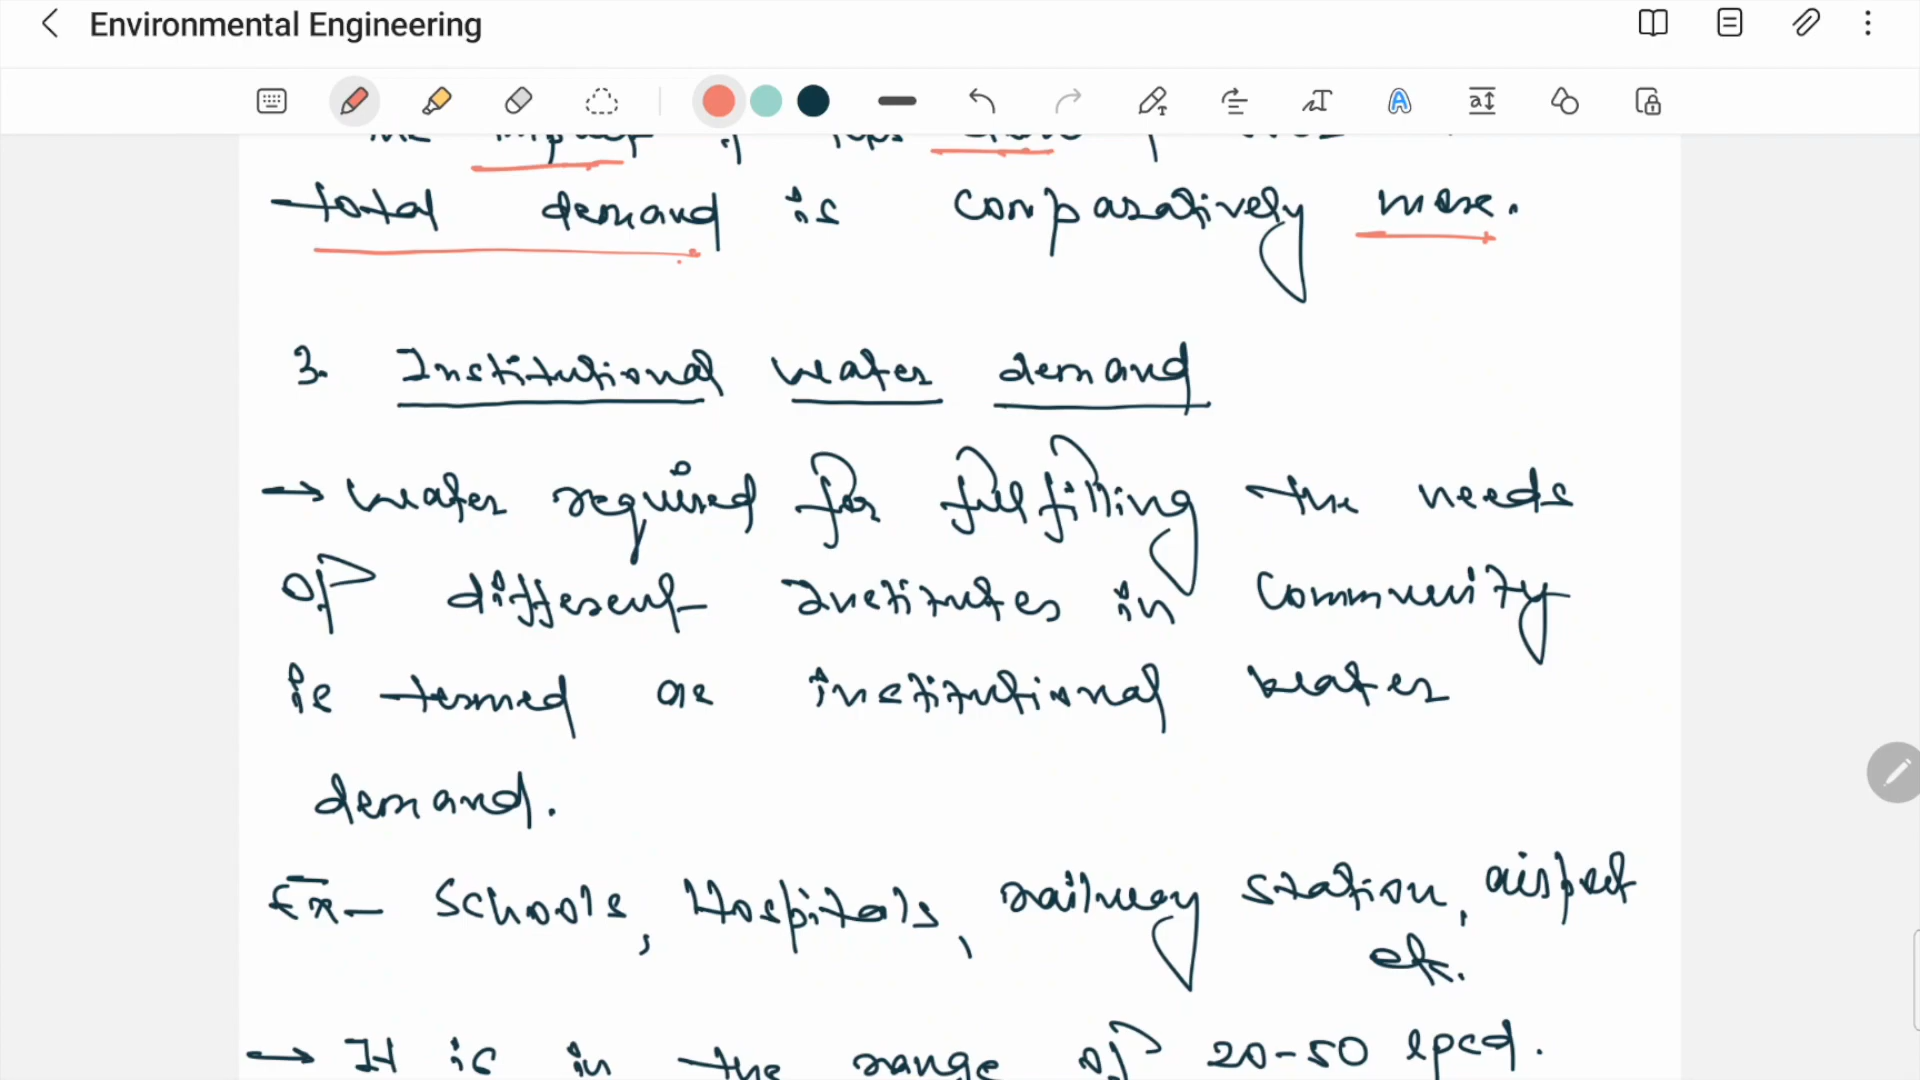 Environmental Engineering
total demand is comparatively more.
3. Institutional water demand
→ Water required for fulfilling the needs
of different Institutes in Community
is termed as institutional water
demand.
Ex- Schools, Hospitals, railway station, airport
etc.
→ It is in the range of 20-50 lpcd.